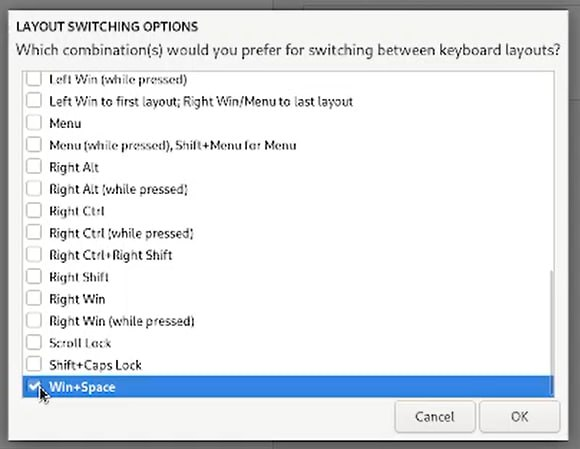 LAYOUT SWITCHING OPTIONS
Which combination(s) would you prefer for switching between keyboard layouts?
Left Win (while pressed)
Left Win to first layout; Right Win/Menu to last layout
Menu
Menu (while pressed), Shift+Menu for Menu
Right Alt
Right Alt (while pressed)
Right Ctrl
Right Ctrl (while pressed)
Right Ctrl+Right Shift
Right Shift
Right Win
Right Win (while pressed)
Scroll Lock
Shift+Caps Lock
Win+Space
Cancel OK